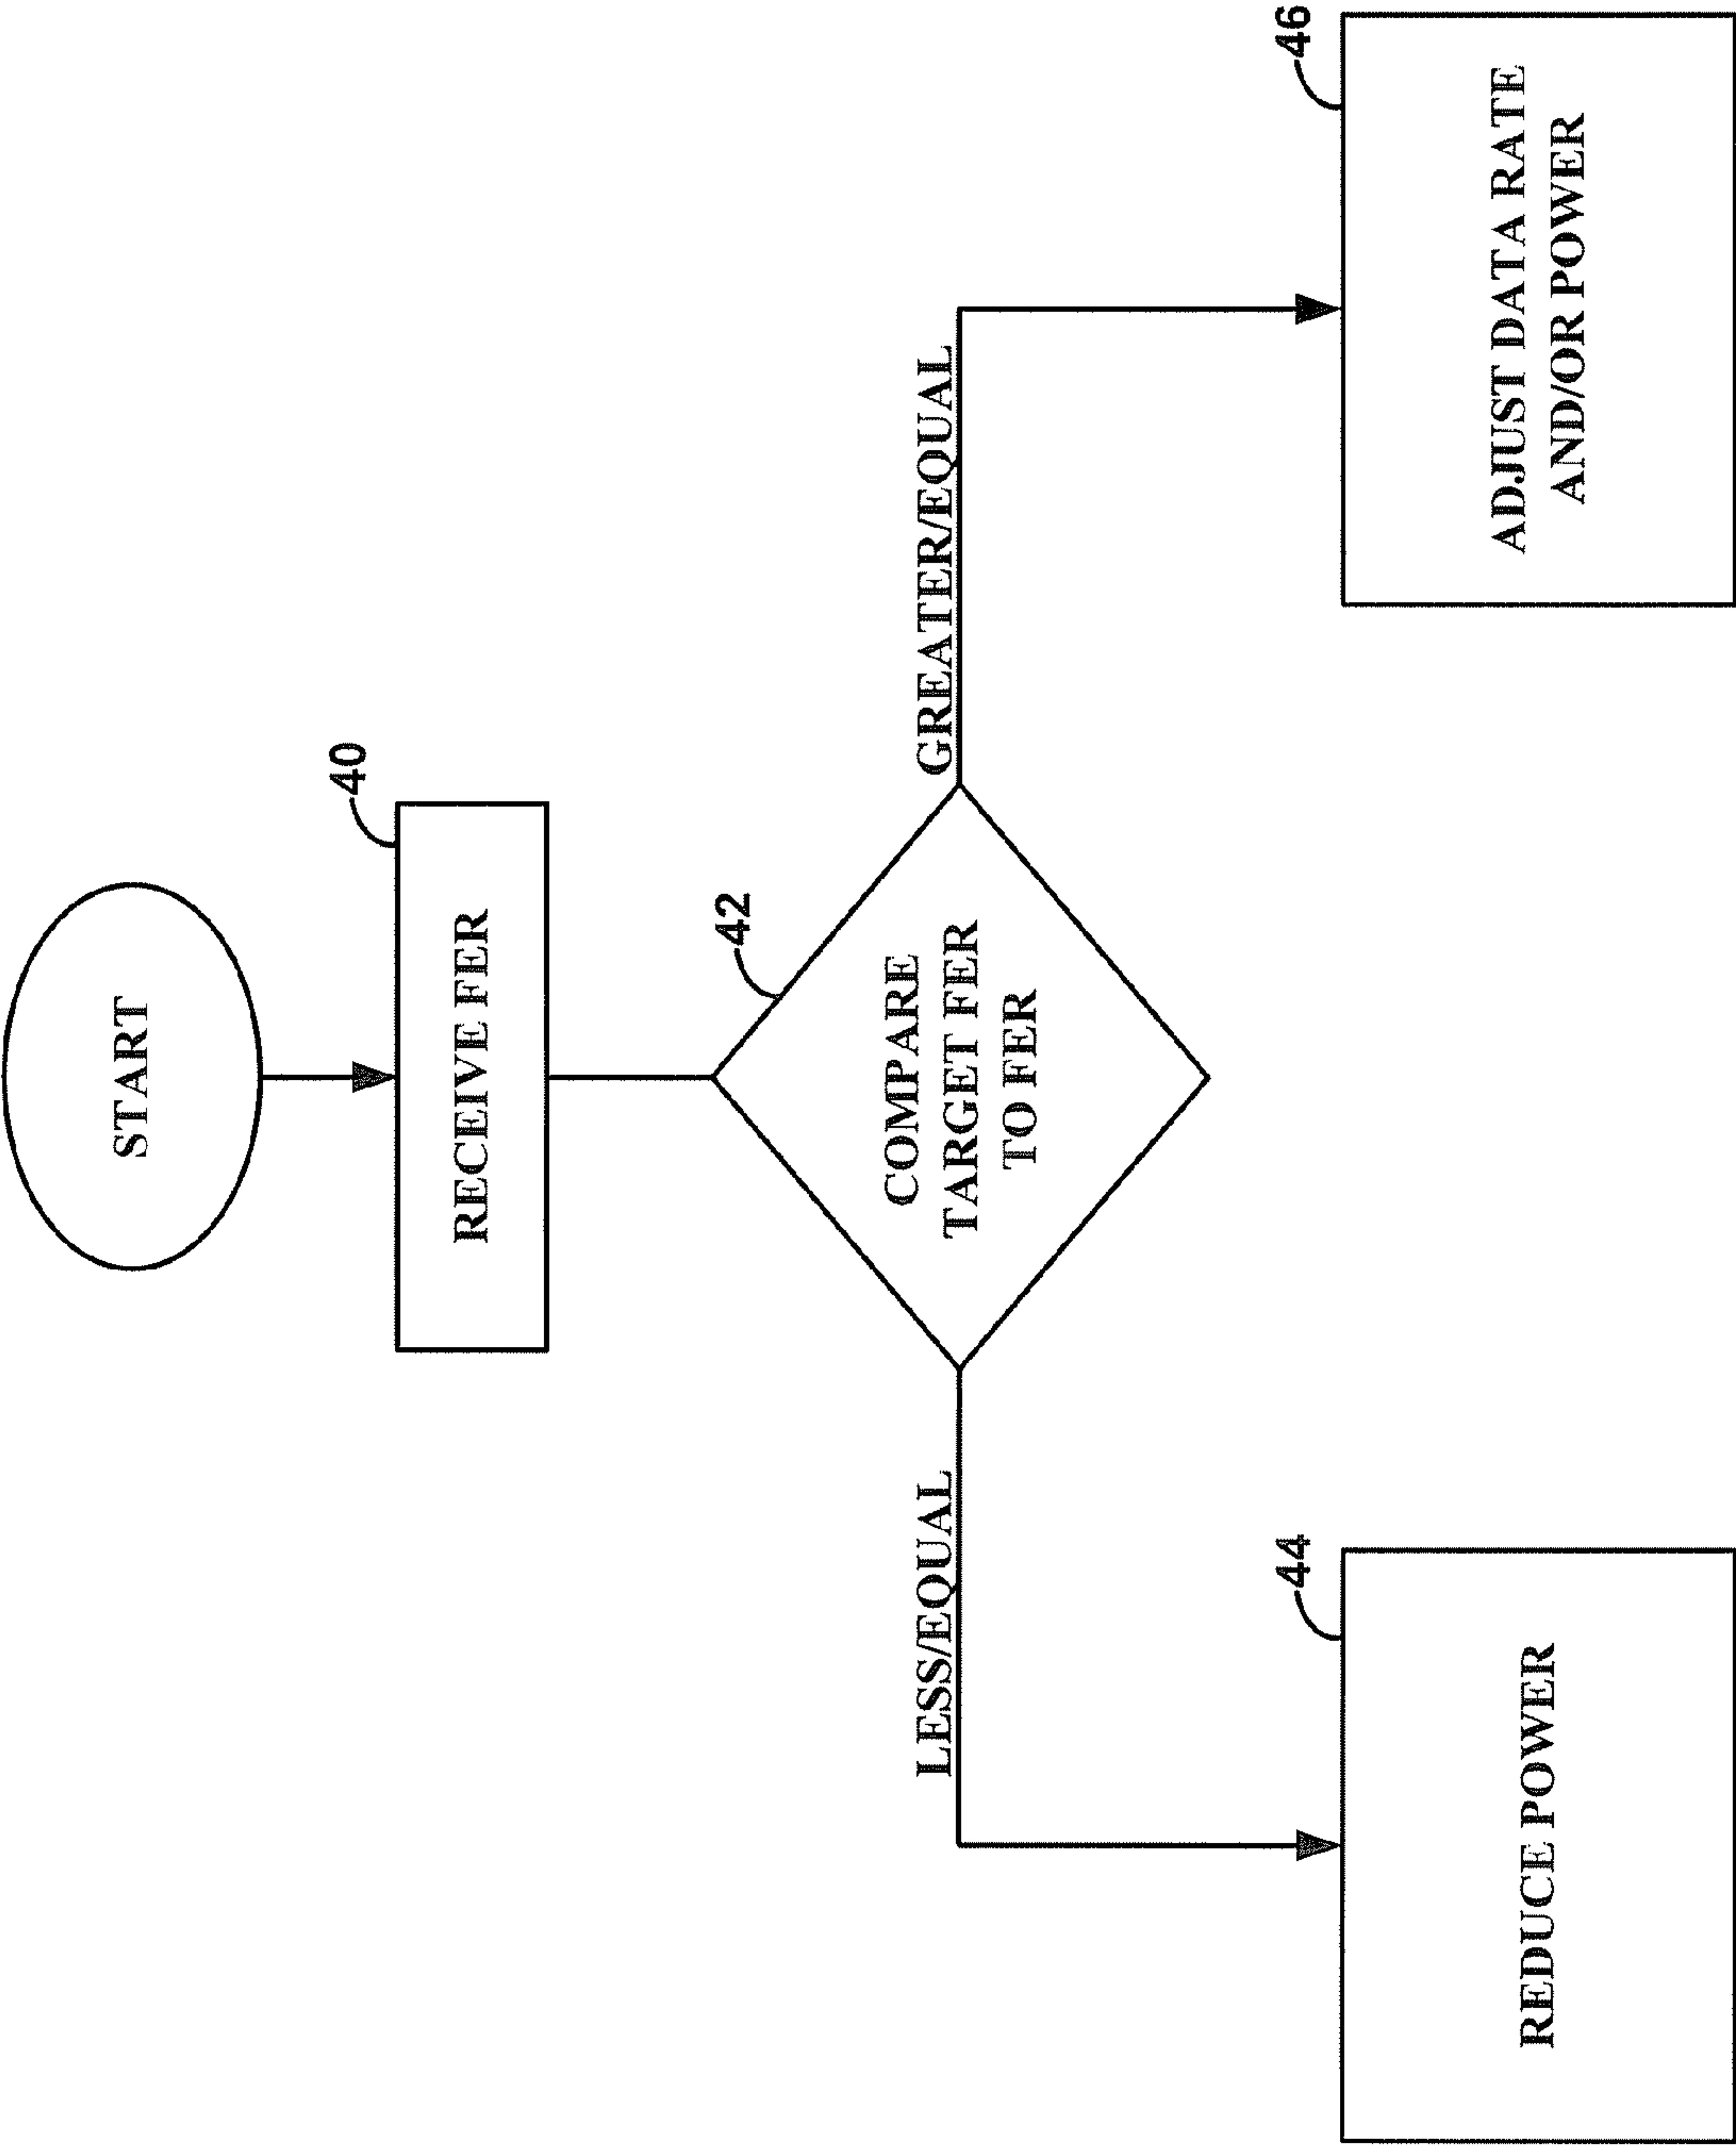 START
40
RECEIVE FER
42
COMPARE
TARGET FER
TO FER
LESS/EQUAL
GREATER/EQUAL
44
REDUCE POWER
46
ADJUST DATA RATE
AND/OR POWER